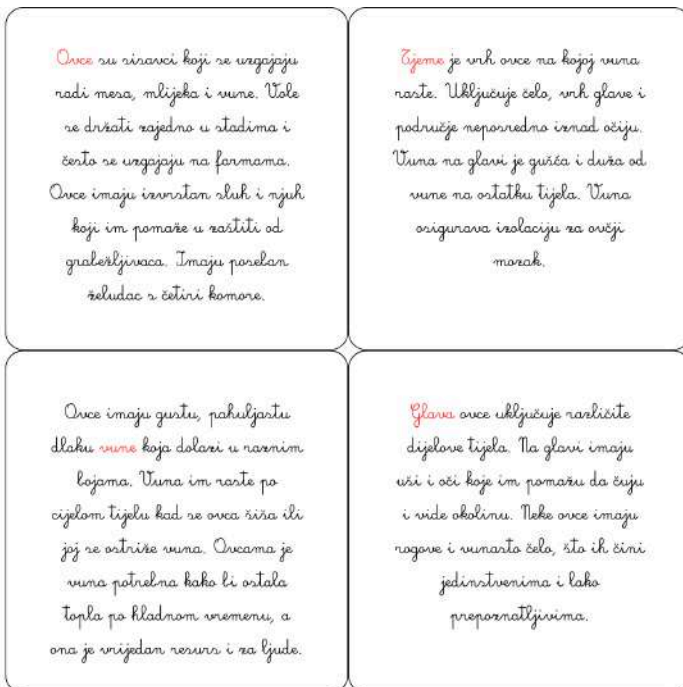 Ovce su sisavci koji se uzgajaju
radi mesa, mlijeka i vune. Vole
se držati zajedno u stadima i
često se uzgajaju na farmama.
Ovce imaju izvrstan sluh i njuh
koji im pomaže u zaštiti od
grabežljivaca. Imaju poseban
želudac s četiri komore.
Tjeme je vrh ovce na kojoj vuna
raste. Uključuje čelo, vrh glave i
područje neposredno iznad očiju.
Vuna na glavi je gušća i duža od
vune na ostatku tijela. Vuna
osigurava izolaciju za ovčji
mozak.
Ovce imaju gustu, pahuljastu
dlaku vune koja dolazi u raznim
bojama. Vuna im raste po
cijelom tijelu kad se ovca šiša ili
joj se ostriže vuna. Ovcama je
vuna potrebna kako bi ostala
topla po hladnom vremenu, a
ona je vrijedan resurs i za ljude.
Glava ovce uključuje različite
dijelove tijela. Na glavi imaju
uši i oči koje im pomažu da čuju
i vide okolinu. Neke ovce imaju
rogove i vunasto čelo, što ih čini
jedinstvenima i lako
prepoznatljivima.